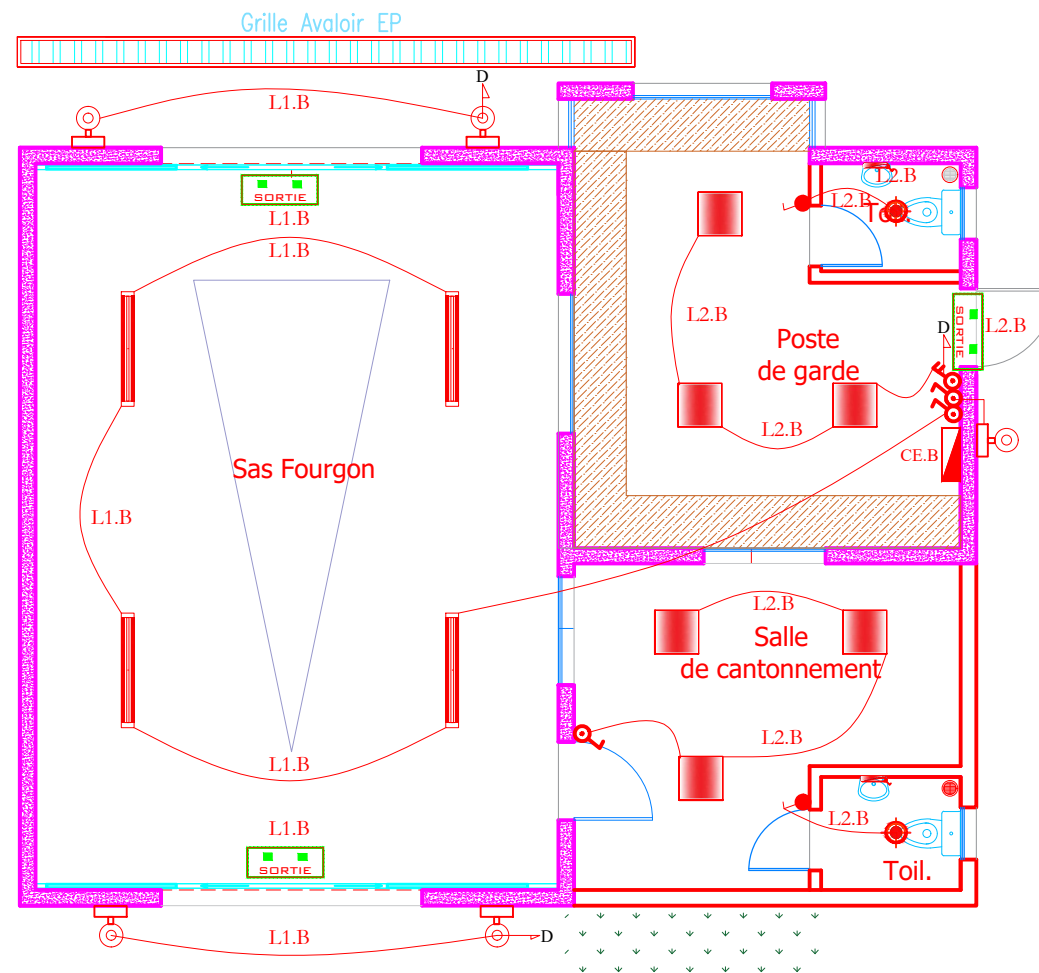 Grille Avaloir EP
D
L1.B
SORTIE
L1.B
L1.B
L2.B
L2.B
L2.B
D
SORTIE
L2.B
Poste
de garde
L2.B
CE.B
Sas Fourgon
L1.B
L2.B
Salle
de cantonnement
L2.B
L1.B
L2.B
L1.B
SORTIE
Toil.
L1.B
D